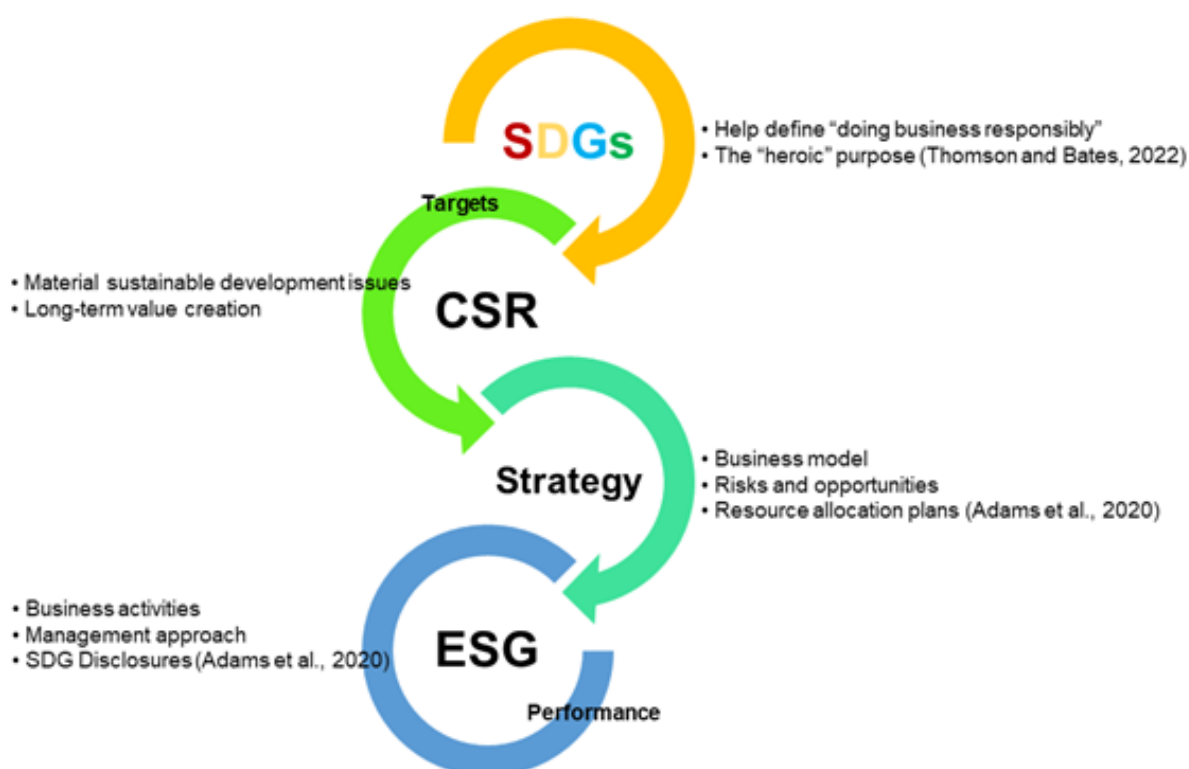 SDGs
• Help define “doing business responsibly”
• The “heroic” purpose (Thomson and Bates, 2022)
Targets
• Material sustainable development issues
• Long-term value creation
CSR
Strategy
• Business model
• Risks and opportunities
• Resource allocation plans (Adams et al., 2020)
• Business activities
• Management approach
• SDG Disclosures (Adams et al., 2020)
ESG
Performance